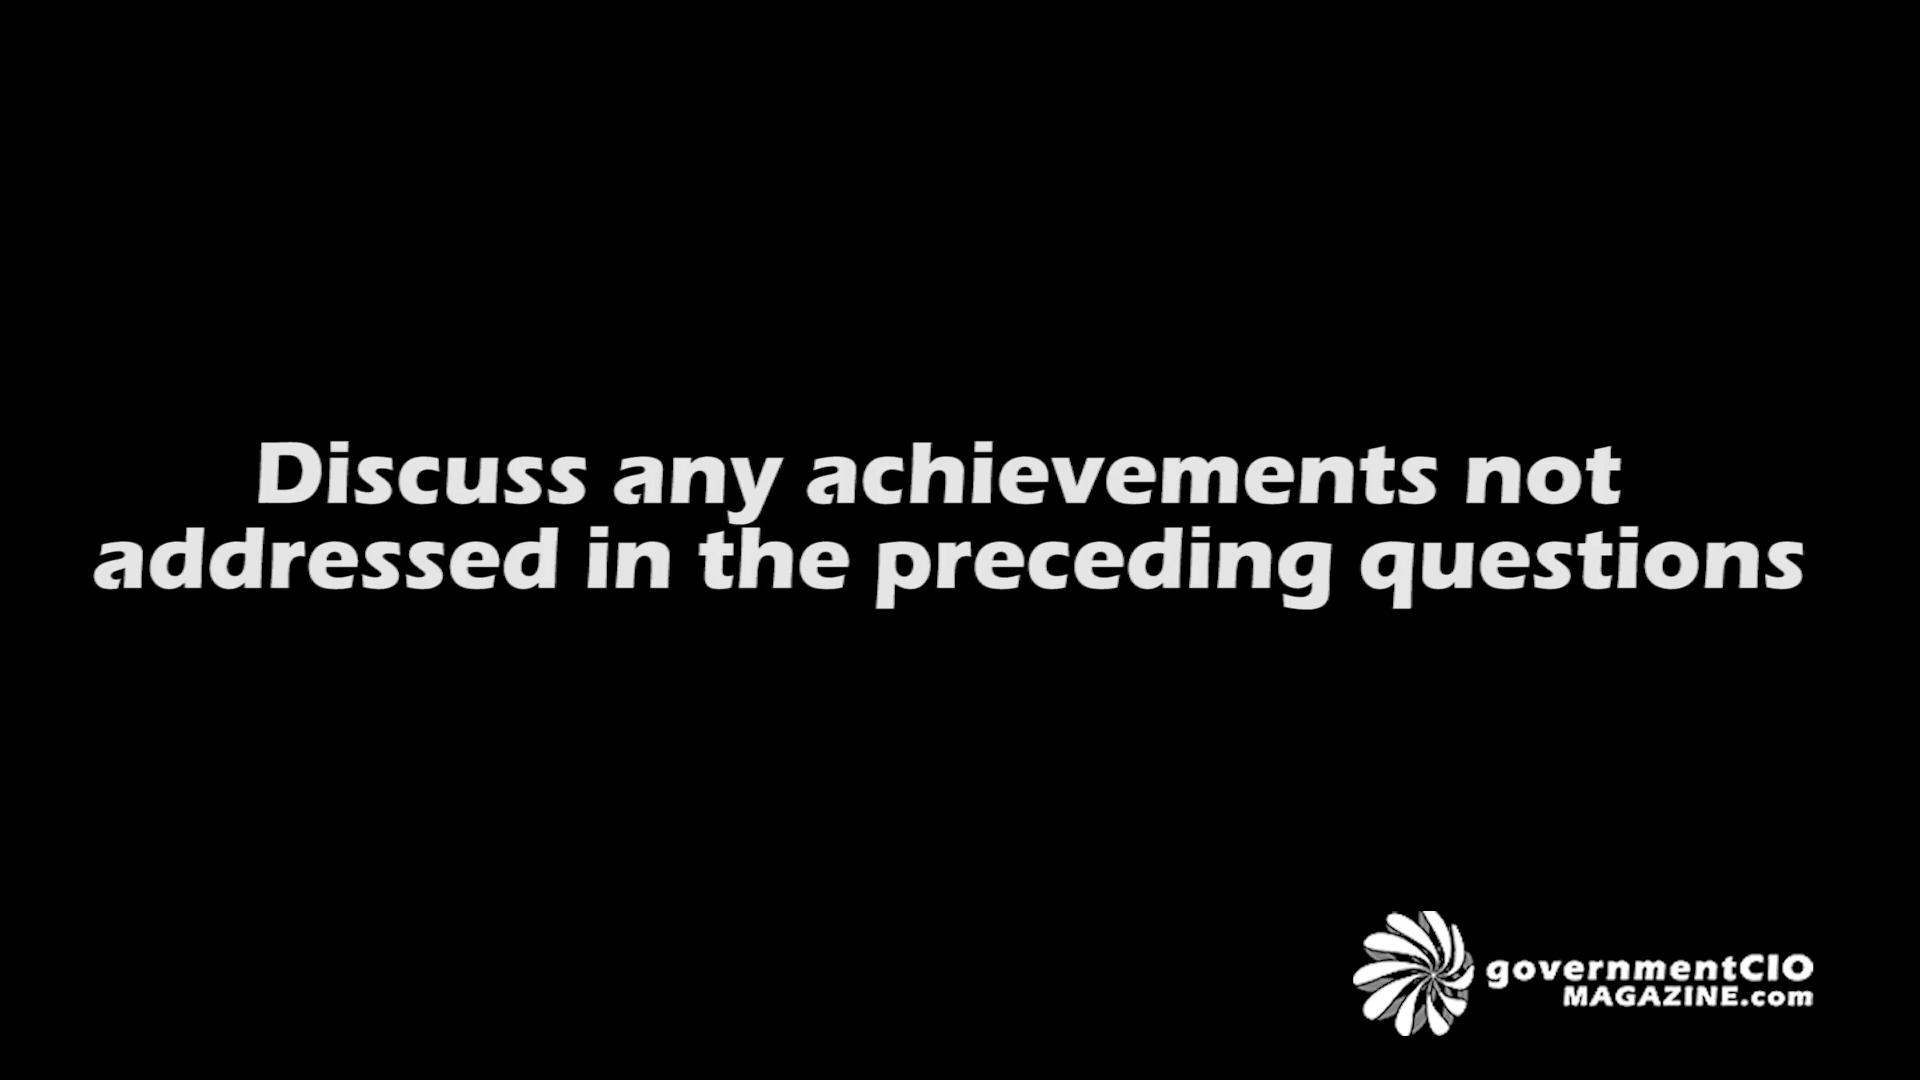 Discuss any achievements not
addressed in the preceding questions
governmentCIO
MAGAZINE.com